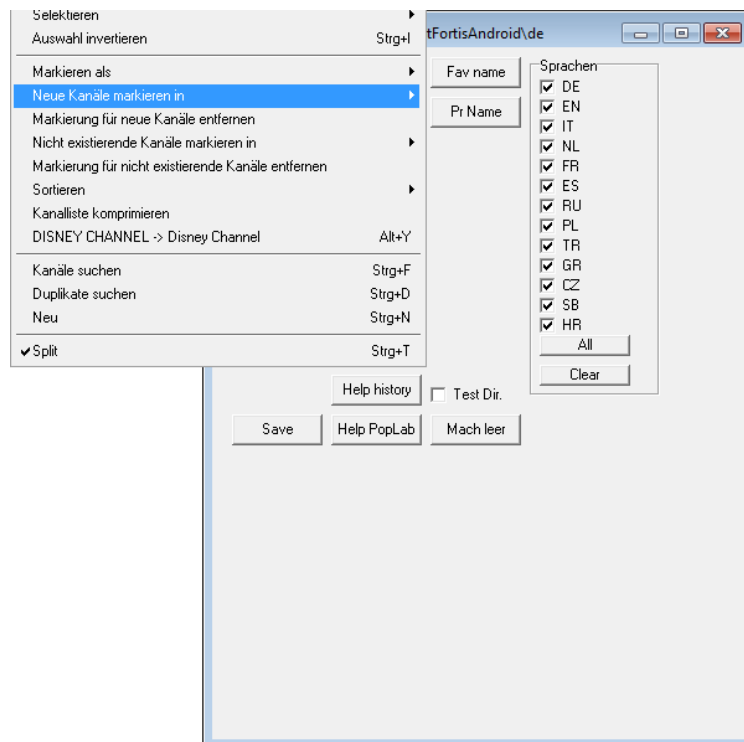 Selektieren
Auswahl invertieren Strg+I
Markieren als
Neue Kanäle markieren in
Markierung für neue Kanäle entfernen
Nicht existierende Kanäle markieren in
Markierung für nicht existierende Kanäle entfernen
Sortieren
Kanalliste komprimieren
DISNEY CHANNEL -> Disney Channel Alt+Y
Kanäle suchen Strg+F
Duplikate suchen Strg+D
Neu Strg+N
Split Strg+T
tFortisAndroid\de
Fav name
Pr Name
Sprachen
DE
EN
IT
NL
FR
ES
RU
PL
TR
GR
CZ
SB
HR
All
Clear
Help history
Test Dir.
Save
Help PopLab
Mach leer